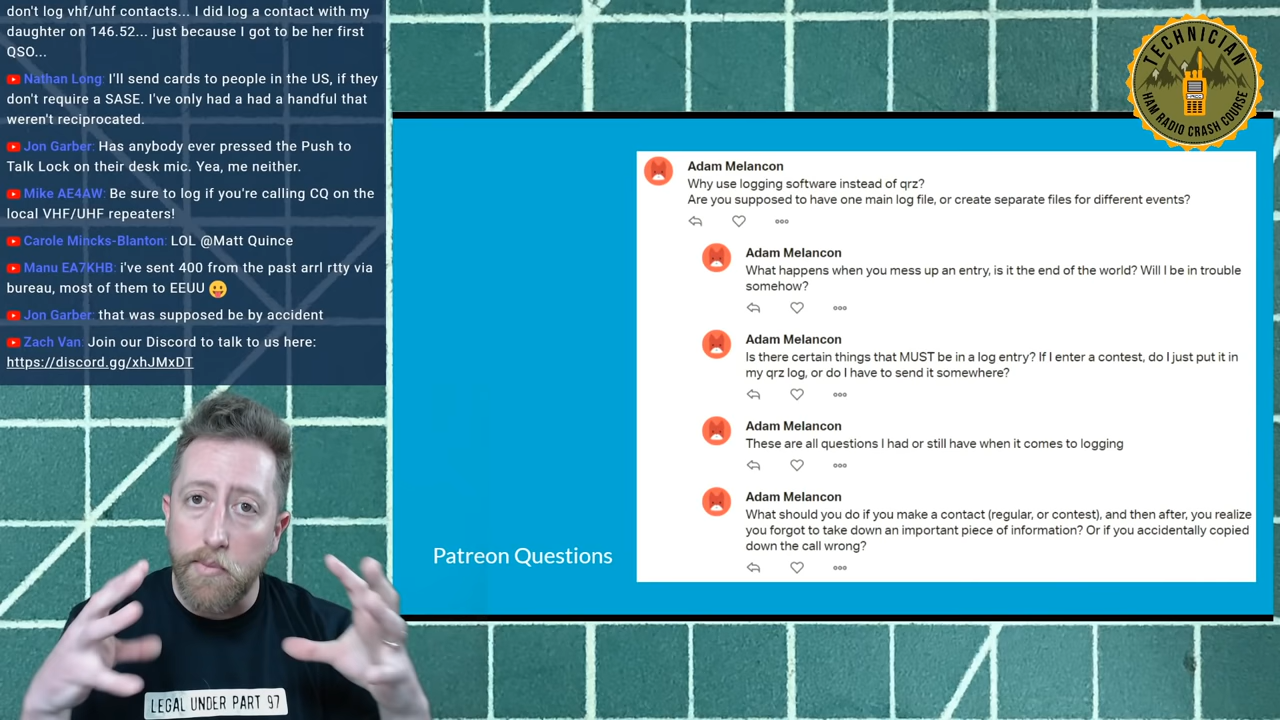 don't log vhf/uhf contacts... I did log a contact with my
daughter on 146.52... just because I got to be her first
QSO...
Nathan Long: I'll send cards to people in the US, if they
don't require a SASE. I've only had a had a handful that
weren't reciprocated.
Jon Garber: Has anybody ever pressed the Push to
Talk Lock on their desk mic. Yea, me neither.
Mike AE4AW: Be sure to log if you're calling CQ on the
local VHF/UHF repeaters!
Carole Mincks-Blanton: LOL @Matt Quince
Manu EA7KHB: i've sent 400 from the past arrl rtty via
bureau, most of them to EEUU 😛
Jon Garber: that was supposed be by accident
Zach Van: Join our Discord to talk to us here:
https://discord.gg/xhJMxDT
TECHNICIAN
HAM RADIO CRASH COURSE
Adam Melancon
Why use logging software instead of qrz?
Are you supposed to have one main log file, or create separate files for different events?
Adam Melancon
What happens when you mess up an entry, is it the end of the world? Will I be in trouble
somehow?
Adam Melancon
Is there certain things that MUST be in a log entry? If I enter a contest, do I just put it in
my qrz log, or do I have to send it somewhere?
Adam Melancon
These are all questions I had or still have when it comes to logging
Adam Melancon
What should you do if you make a contact (regular, or contest), and then after, you realize
you forgot to take down an important piece of information? Or if you accidentally copied
down the call wrong?
Patreon Questions
LEGAL UNDER PART 97